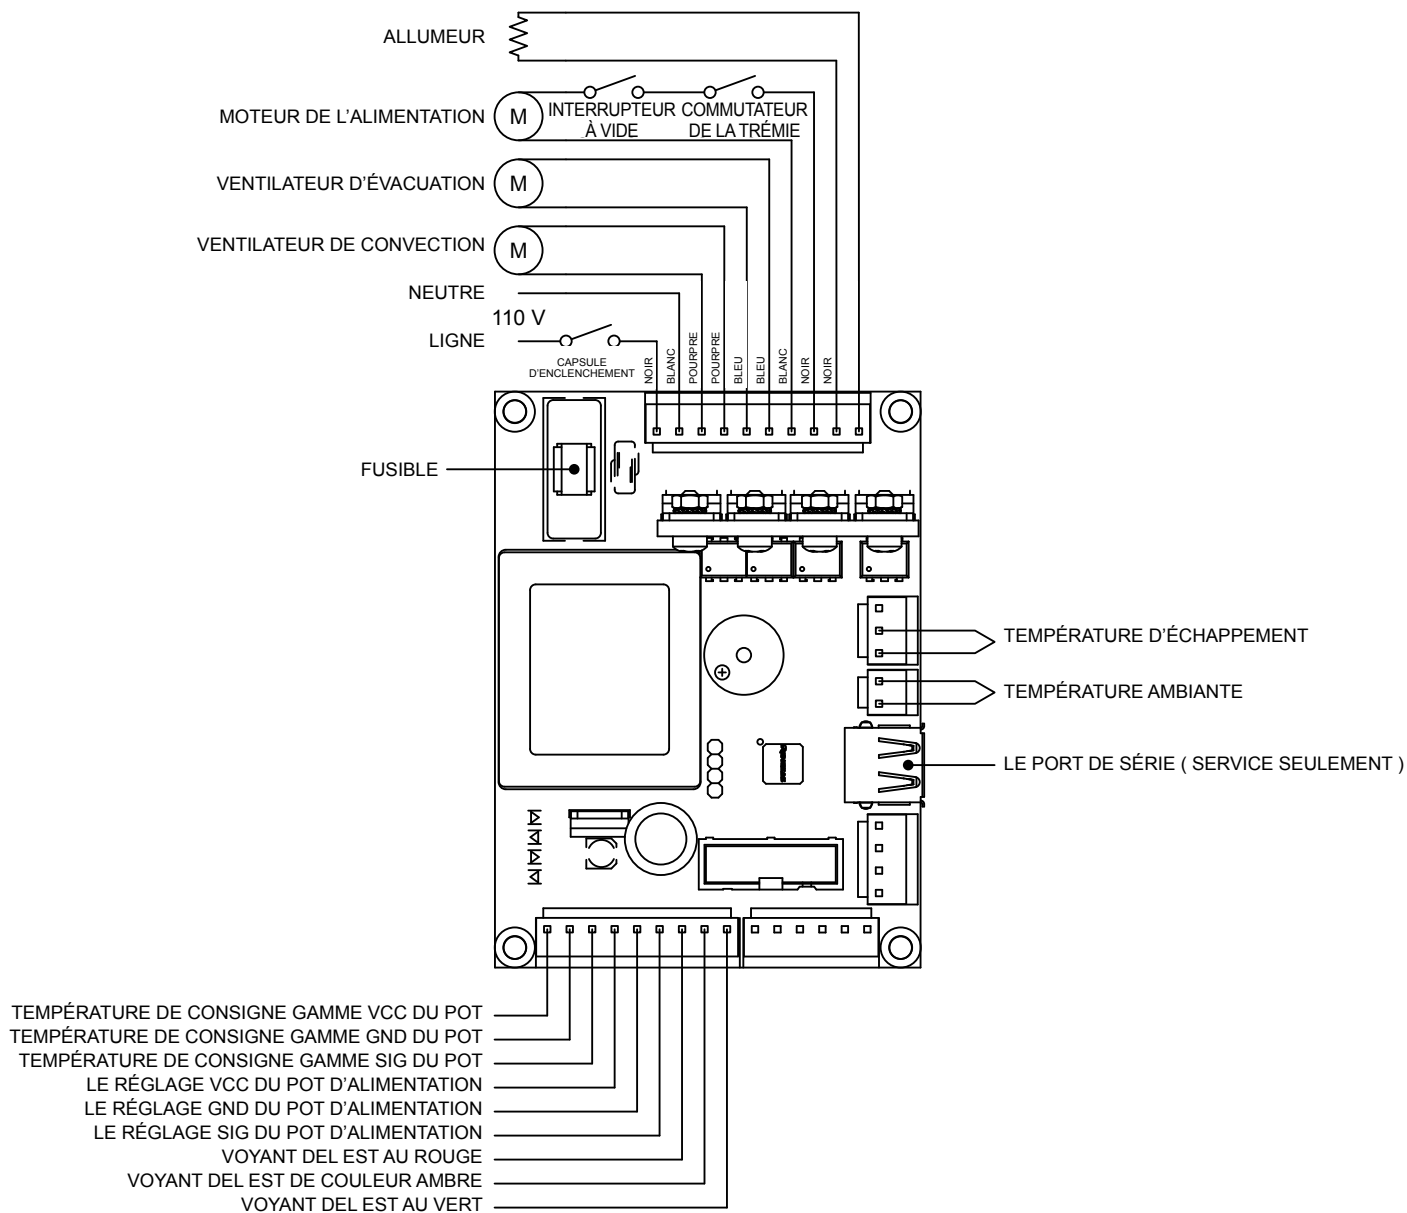 ALLUMEUR
MOTEUR DE L'ALIMENTATION
M
INTERRUPTEUR
À VIDE
COMMUTATEUR
DE LA TRÉMIE
VENTILATEUR D'ÉVACUATION
M
VENTILATEUR DE CONVECTION
M
NEUTRE
110 V
LIGNE
CAPSULE
D'ENCLENCHEMENT
NOIR
BLANC
POURPRE
POURPRE
BLEU
BLEU
BLANC
NOIR
NOIR
FUSIBLE
TEMPÉRATURE D'ÉCHAPPEMENT
TEMPÉRATURE AMBIANTE
LE PORT DE SÉRIE ( SERVICE SEULEMENT )
TEMPÉRATURE DE CONSIGNE GAMME VCC DU POT
TEMPÉRATURE DE CONSIGNE GAMME GND DU POT
TEMPÉRATURE DE CONSIGNE GAMME SIG DU POT
LE RÉGLAGE VCC DU POT D'ALIMENTATION
LE RÉGLAGE GND DU POT D'ALIMENTATION
LE RÉGLAGE SIG DU POT D'ALIMENTATION
VOYANT DEL EST AU ROUGE
VOYANT DEL EST DE COULEUR AMBRE
VOYANT DEL EST AU VERT